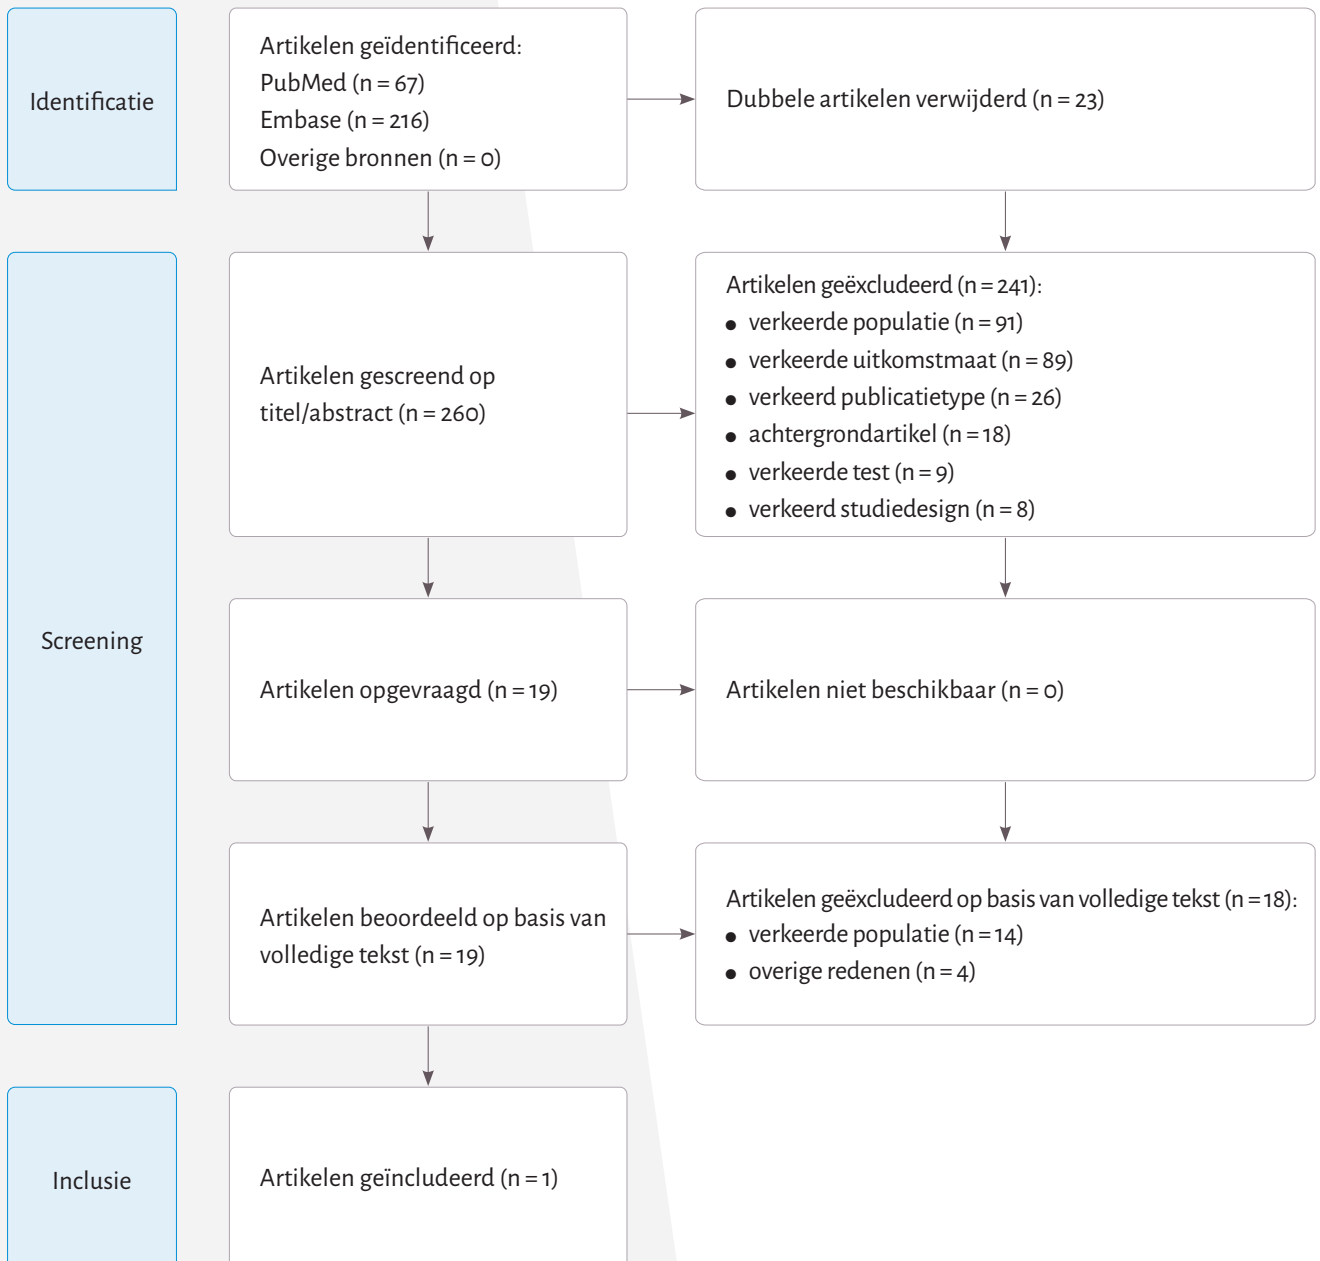 Identificatie
Artikelen geïdentificeerd:
PubMed (n = 67)
Embase (n = 216)
Overige bronnen (n = 0)
Dubbele artikelen verwijderd (n = 23)
Screening
Artikelen gescreend op
titel/abstract (n = 260)
Artikelen geëxcludeerd (n = 241):
• verkeerde populatie (n = 91)
• verkeerde uitkomstmaat (n = 89)
• verkeerd publicatietype (n = 26)
• achtergrondartikel (n = 18)
• verkeerde test (n = 9)
• verkeerd studiedesign (n = 8)
Artikelen opgevraagd (n = 19)
Artikelen niet beschikbaar (n = 0)
Artikelen beoordeeld op basis van
volledige tekst (n = 19)
Artikelen geëxcludeerd op basis van volledige tekst (n = 18):
• verkeerde populatie (n = 14)
• overige redenen (n = 4)
Inclusie
Artikelen geïncludeerd (n = 1)